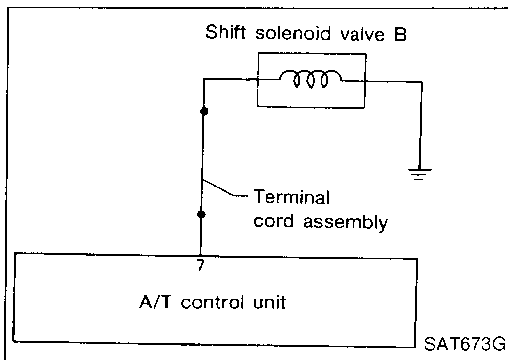 Shift solenoid valve B
Terminal
cord assembly
7
A/T control unit
SAT673G